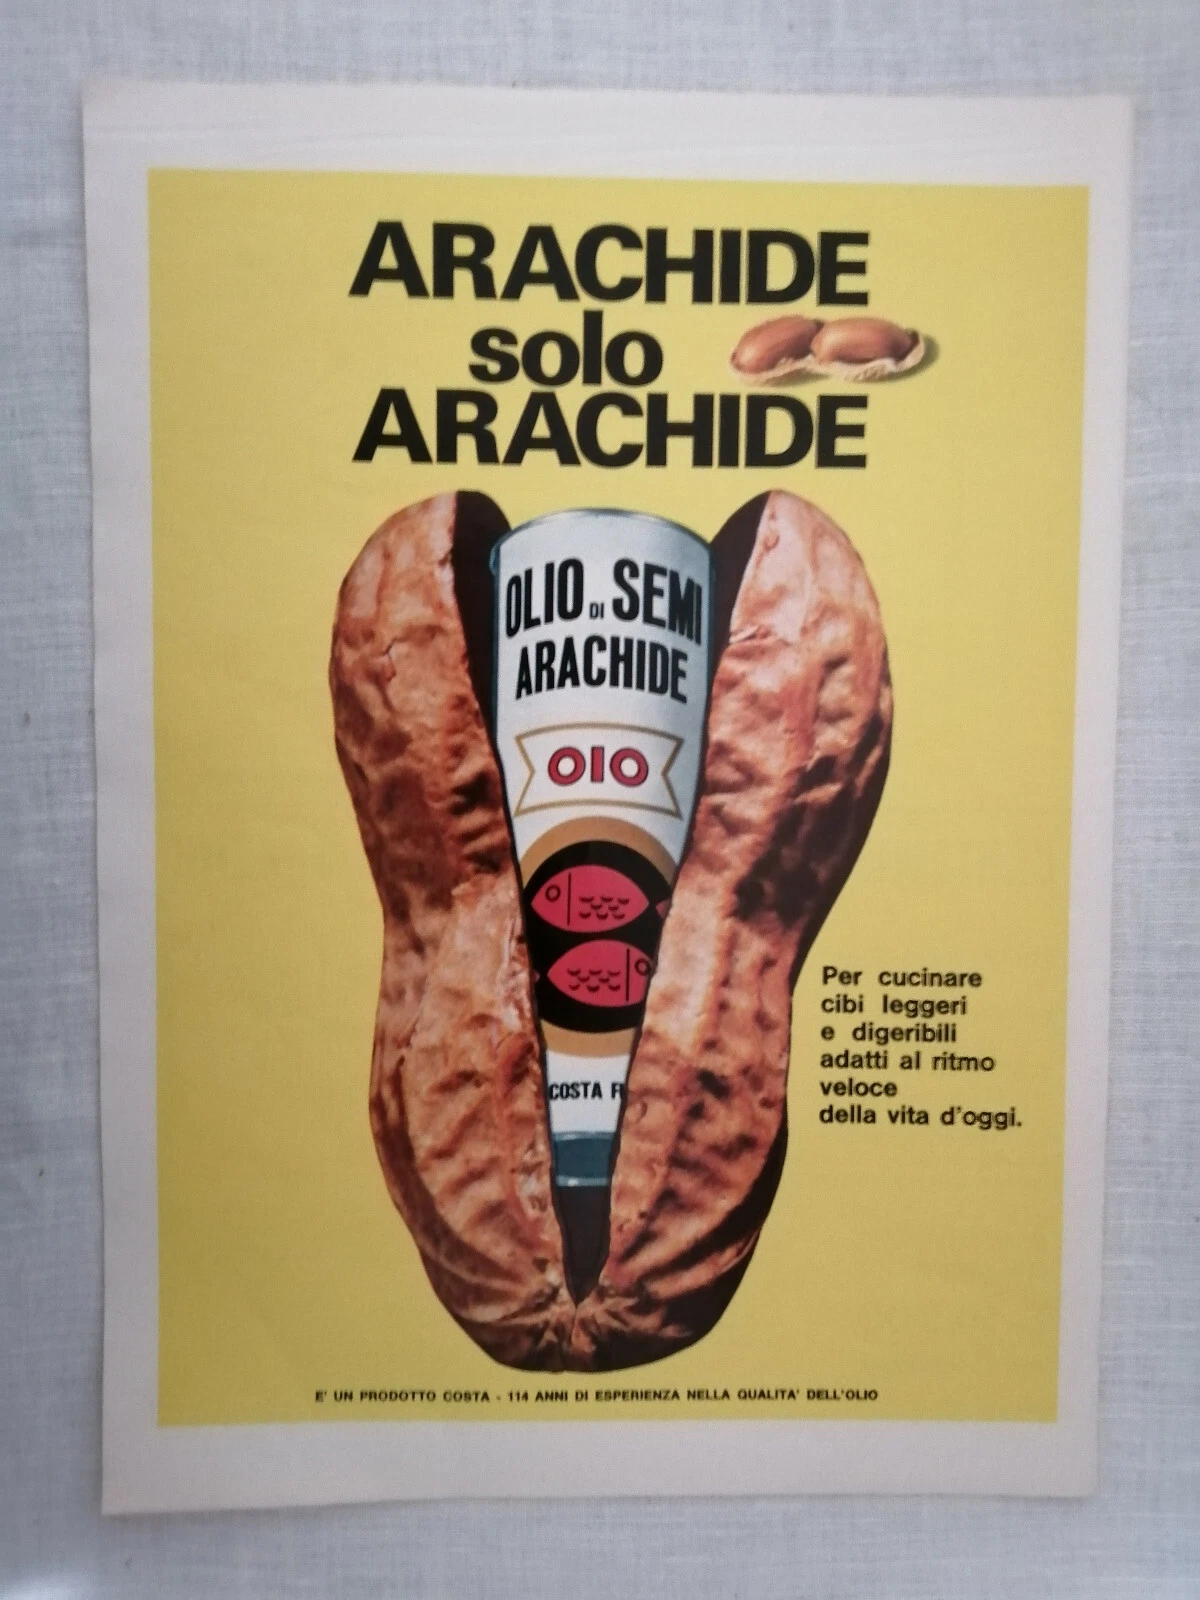 ARACHIDE
solo
ARACHIDE
OLIO DI SEMI
ARACHIDE
OIO
COSTA
Per cucinare
cibi leggeri
e digeribili
adatti al ritmo
veloce
della vita d'oggi.
E' UN PRODOTTO COSTA - 114 ANNI DI ESPERIENZA NELLA QUALITA' DELL'OLIO